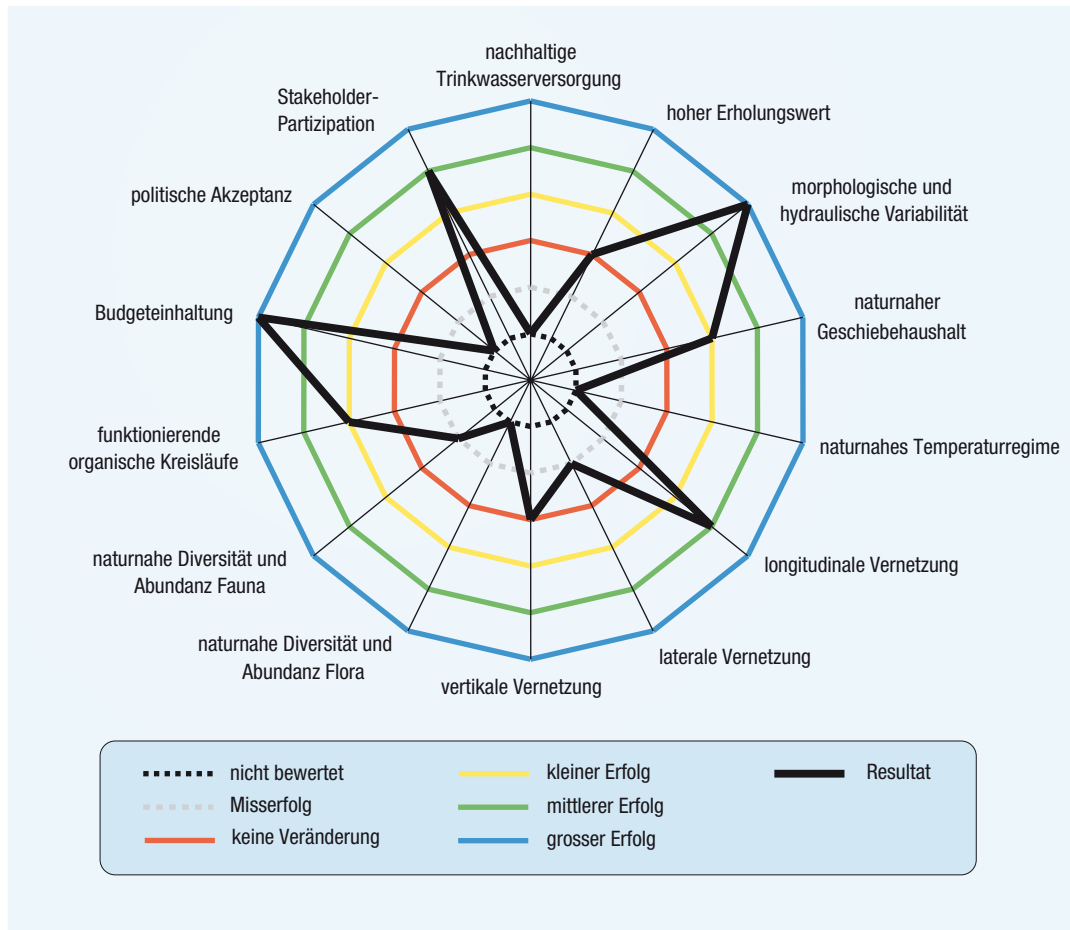 nachhaltige
Trinkwasserversorgung
hoher Erholungswert
morphologische und
hydraulische Variabilität
naturnaher
Geschiebehaushalt
naturnahes Temperaturregime
longitudinale Vernetzung
laterale Vernetzung
vertikale Vernetzung
naturnahe Diversität und
Abundanz Flora
naturnahe Diversität und
Abundanz Fauna
funktionierende
organische Kreisläufe
Budgeteinhaltung
politische Akzeptanz
Stakeholder-
Partizipation
nicht bewertet
Misserfolg
keine Veränderung
kleiner Erfolg
mittlerer Erfolg
grosser Erfolg
Resultat